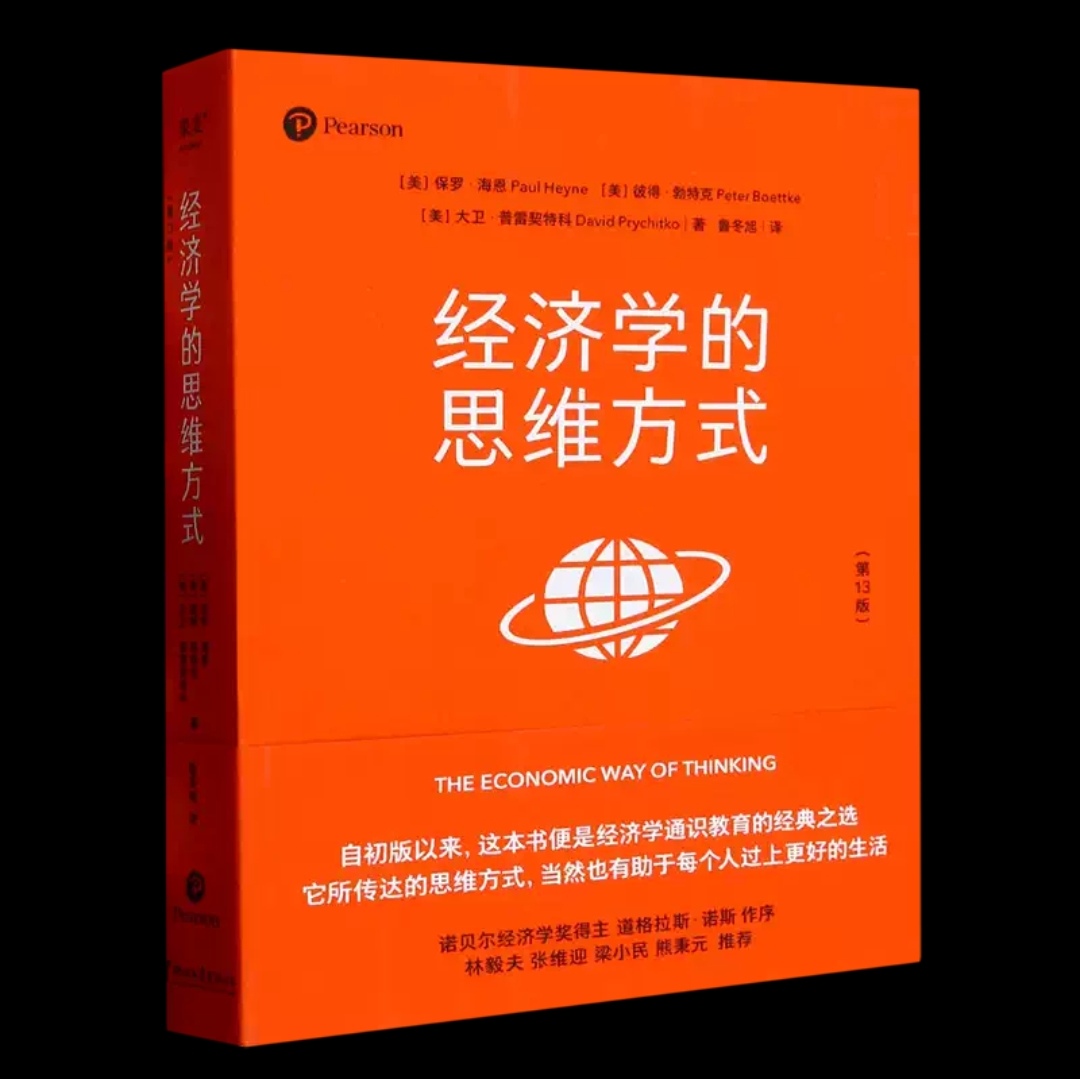 Pearson
[美] 保罗·海恩 Paul Heyne [美] 彼得·勃特克 Peter Boettke
[美] 大卫·普雷契特科 David Prychitko | 著 鲁冬旭 | 译
经济学的
思维方式
(第13版)
THE ECONOMIC WAY OF THINKING
自初版以来, 这本书便是经济学通识教育的经典之选
它所传达的思维方式, 当然也有助于每个人过上更好的生活
诺贝尔经济学奖得主 道格拉斯·诺斯 作序
林毅夫 张维迎 梁小民 熊秉元 推荐
经济学的思维方式
Pearson